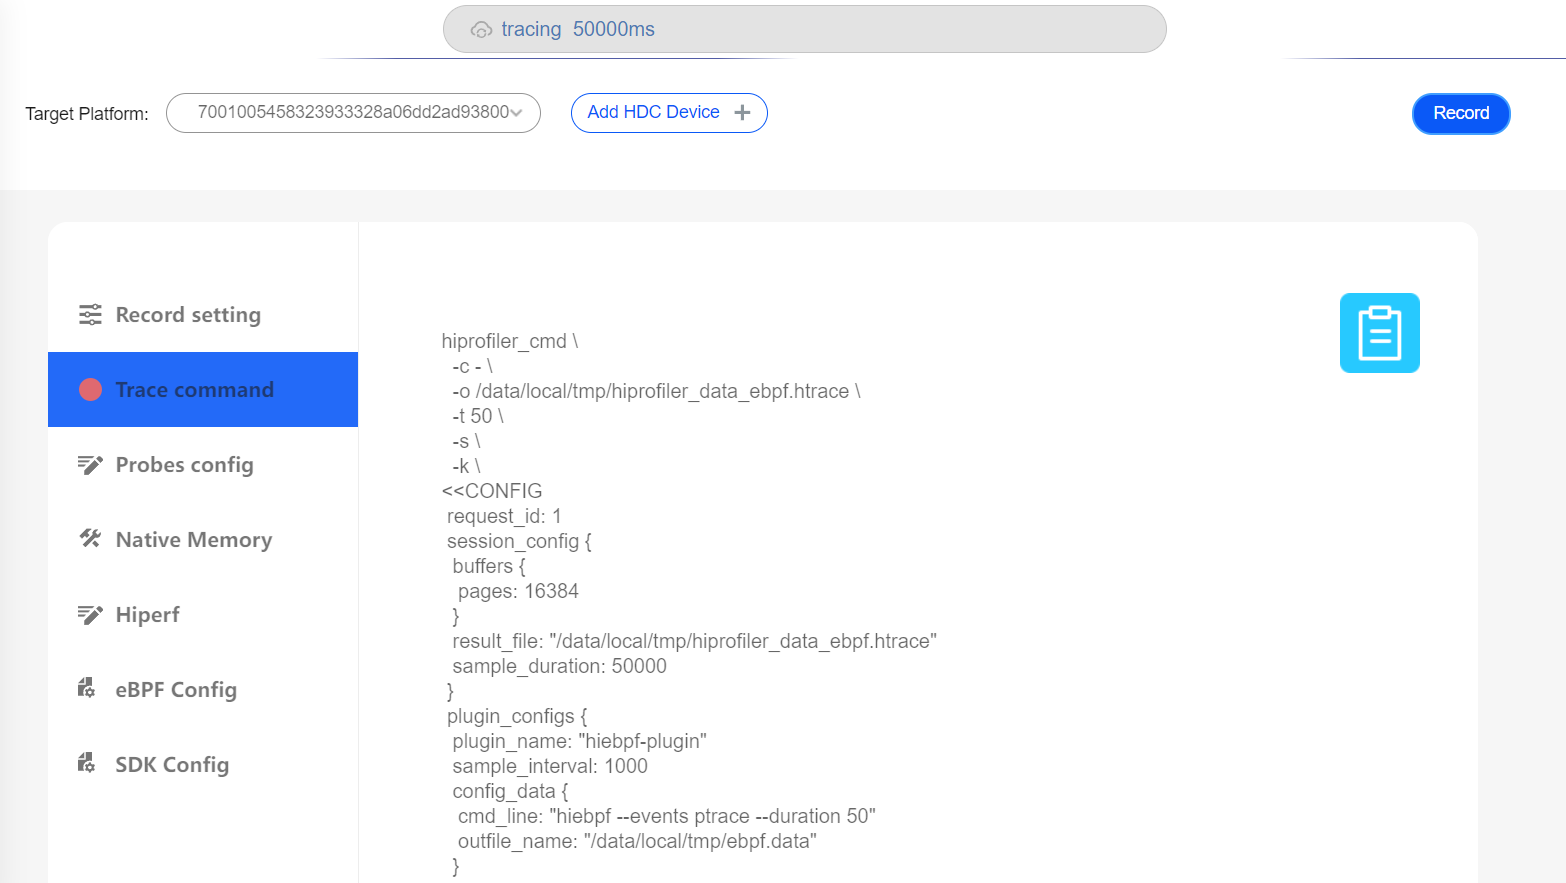 tracing 50000ms
Target Platform: 7001005458323933328a06dd2ad93800 Add HDC Device Record
Record setting
Trace command
Probes config
Native Memory
Hiperf
eBPF Config
SDK Config
hiprofiler_cmd \
-c - \
-o /data/local/tmp/hiprofiler_data_ebpf.htrace \
-t 50 \
-s \
-k \
<<CONFIG
request_id: 1
session_config {
buffers {
pages: 16384
}
result_file: "/data/local/tmp/hiprofiler_data_ebpf.htrace"
sample_duration: 50000
}
plugin_configs {
plugin_name: "hiebpf-plugin"
sample_interval: 1000
config_data {
cmd_line: "hiebpf --events ptrace --duration 50"
outfile_name: "/data/local/tmp/ebpf.data"
}